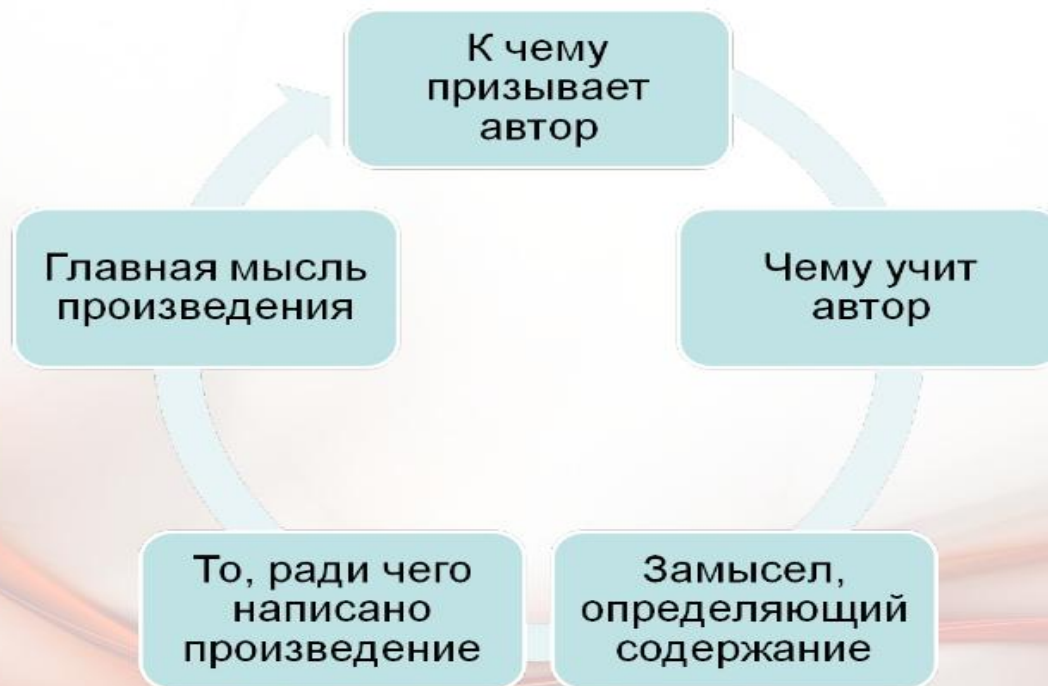 К чему
призывает
автор
Чему учит
автор
Замысел,
определяющий
содержание
То, ради чего
написано
произведение
Главная мысль
произведения